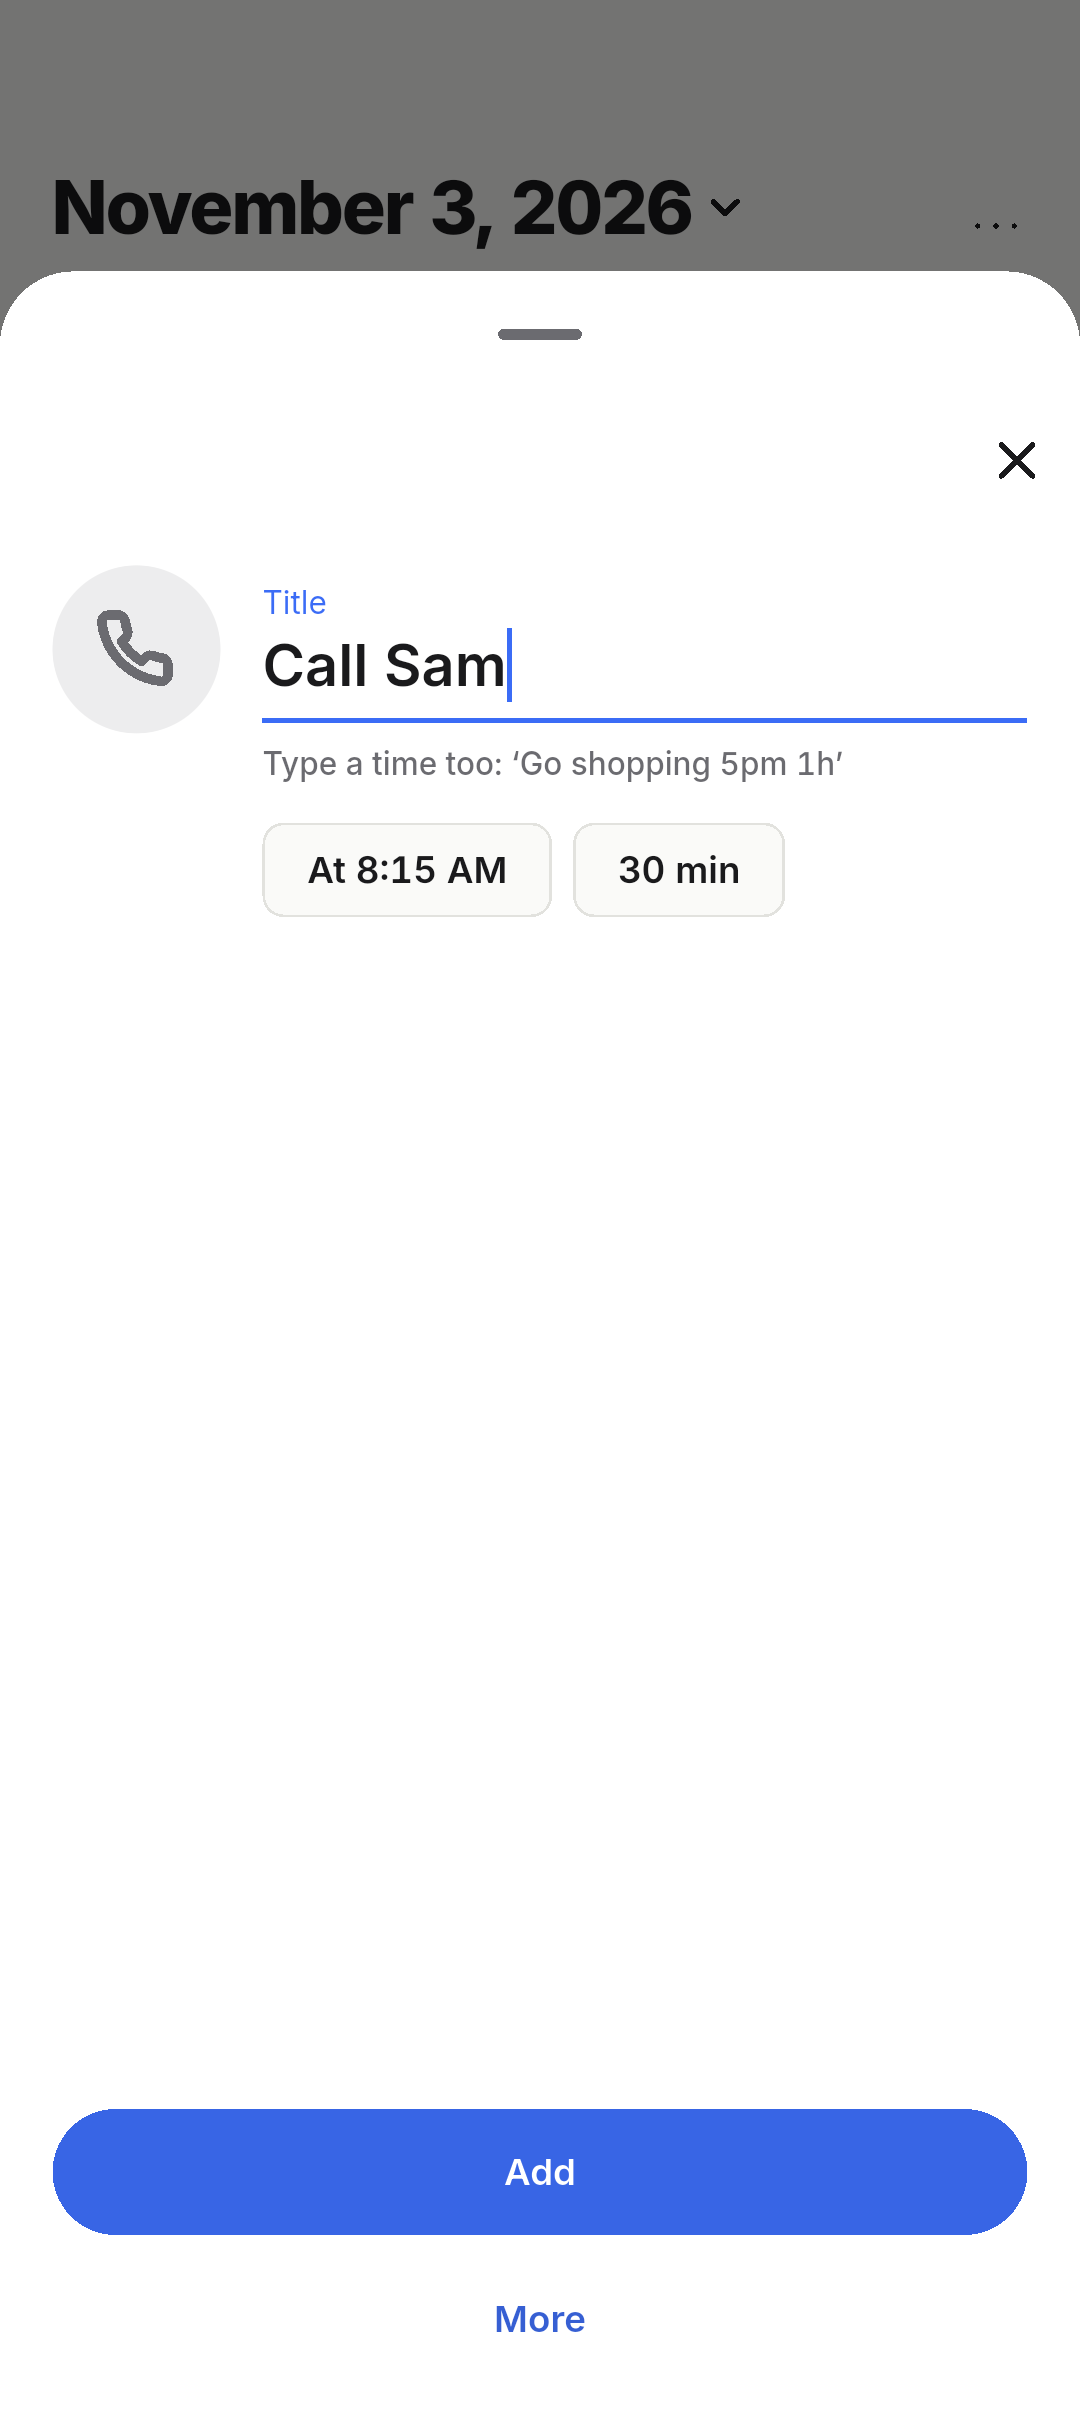 November 3, 2026
Title
Call Sam
Type a time too: ‘Go shopping 5pm 1h’
At 8:15 AM
30 min
Add
More